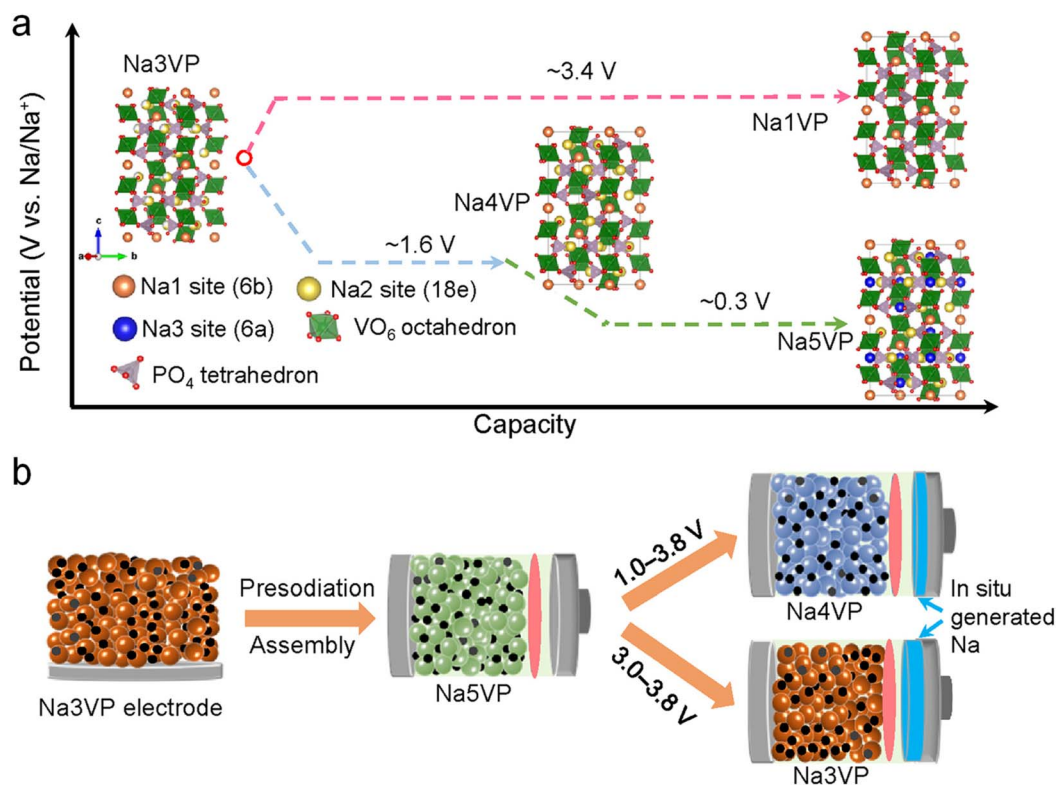 a
Potential (V vs. Na/Na⁺)
Na3VP
~3.4 V
Na1VP
Na4VP
~1.6 V
~0.3 V
Na5VP
c
a
b
Na1 site (6b)
Na2 site (18e)
Na3 site (6a)
VO₆ octahedron
PO₄ tetrahedron
Capacity
b
Na3VP electrode
Presodiation
Assembly
Na5VP
1.0–3.8 V
3.0–3.8 V
Na4VP
In situ
generated
Na
Na3VP